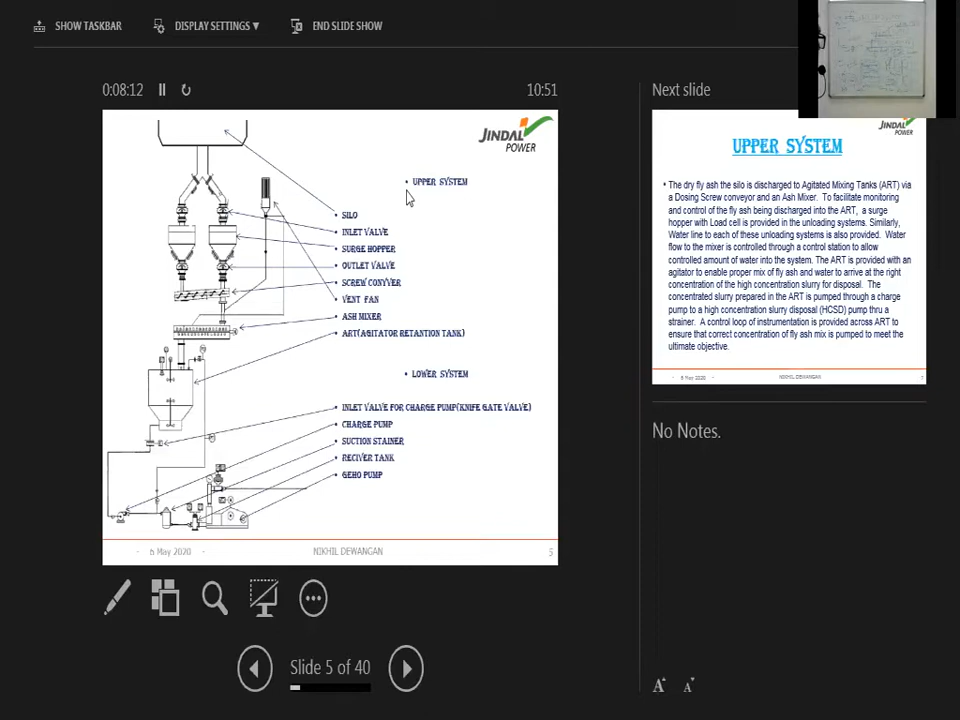 SHOW TASKBAR
DISPLAY SETTINGS ▼
END SLIDE SHOW
0:08:12
10:51
JINDAL
POWER
• UPPER SYSTEM
• SILO
• INLET VALVE
• SURGE HOPPER
• OUTLET VALVE
• SCREW CONYVER
• VENT FAN
• ASH MIXER
• ART(AGITATOR RETANTION TANK)
• LOWER SYSTEM
• INLET VALVE FOR CHARGE PUMP(KNIFE GATE VALVE)
• CHARGE PUMP
• SUCTION STAINER
• RECIVER TANK
• GEHO PUMP
6 May 2020
NIKHIL DEWANGAN
5
Slide 5 of 40
Next slide
JINDAL
POWER
UPPER SYSTEM
• The dry fly ash the silo is discharged to Agitated Mixing Tanks (ART) via
a Dosing Screw conveyor and an Ash Mixer. To facilitate monitoring
and control of the fly ash being discharged into the ART, a surge
hopper with Load cell is provided in the unloading systems. Similarly,
Water line to each of these unloading systems is also provided. Water
flow to the mixer is controlled through a control station to allow
controlled amount of water into the system. The ART is provided with an
agitator to enable proper mix of fly ash and water to arrive at the right
concentration of the high concentration slurry for disposal. The
concentrated slurry prepared in the ART is pumped through a charge
pump to a high concentration slurry disposal (HCSD) pump thru a
strainer. A control loop of instrumentation is provided across ART to
ensure that correct concentration of fly ash mix is pumped to meet the
ultimate objective.
6 May 2020
NIKHIL DEWANGAN
No Notes.
A A